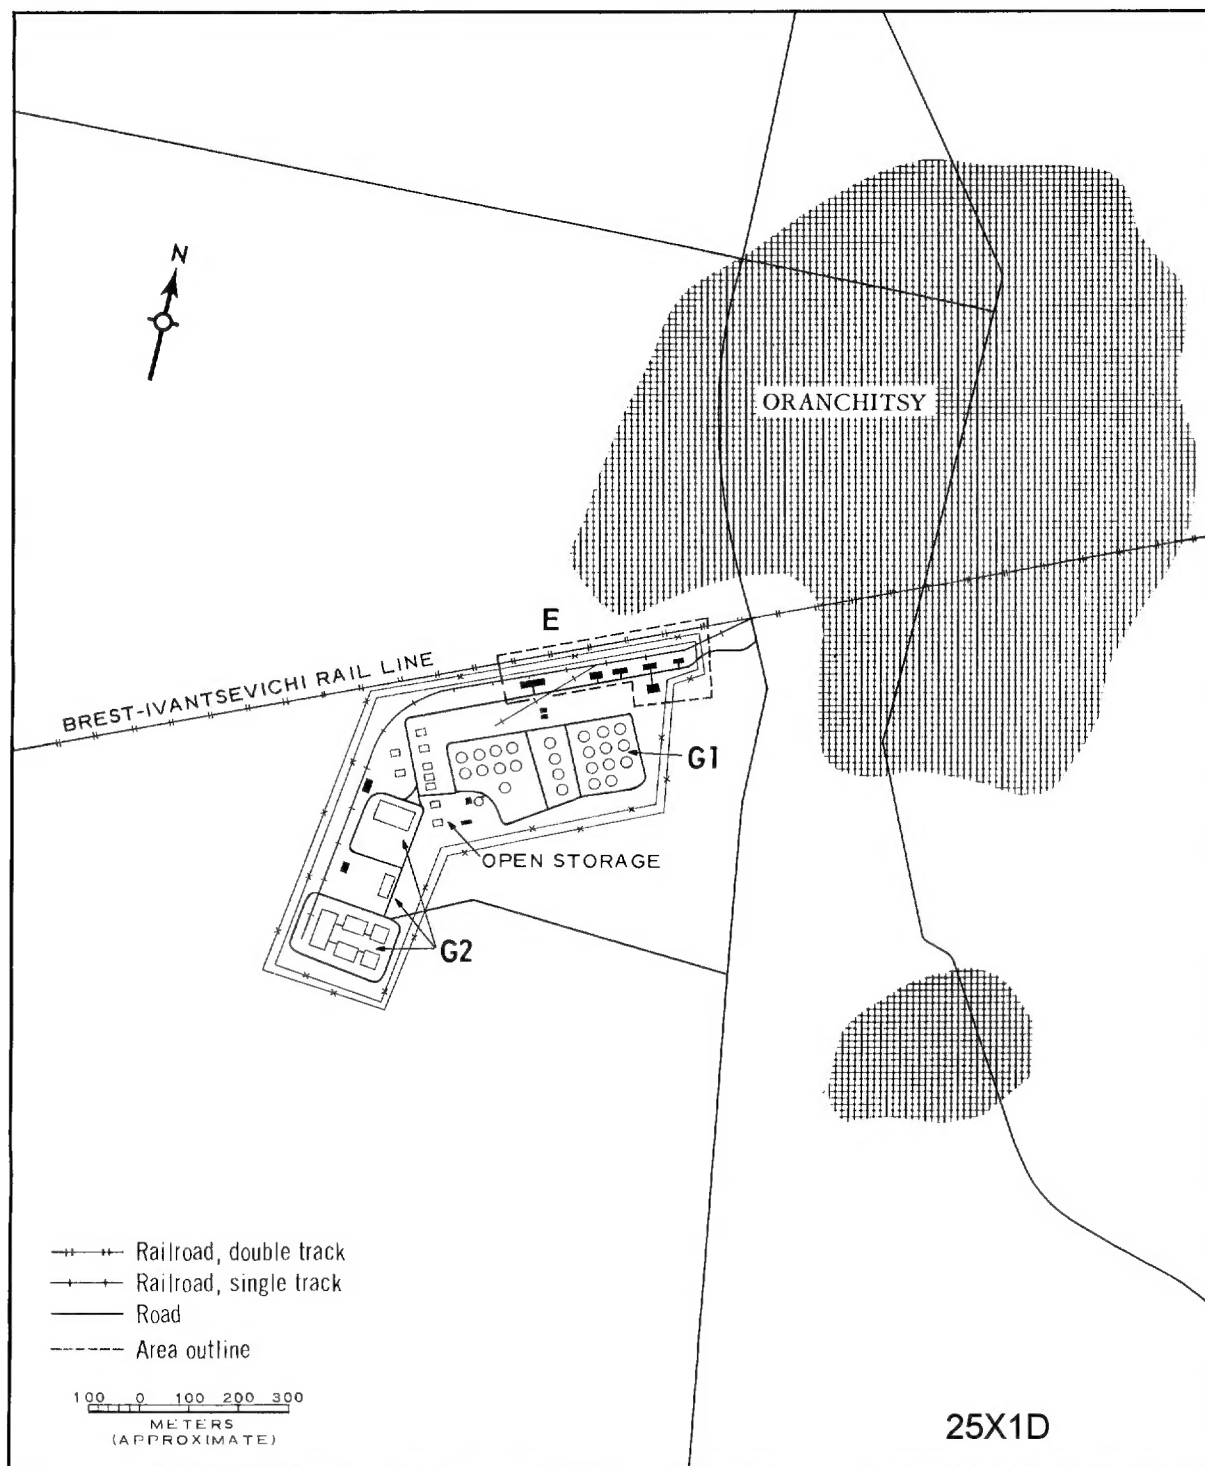 N
ORANCHITSY
E
BREST-IVANTSEVICHI RAIL LINE
G1
OPEN STORAGE
G2
Railroad, double track
Railroad, single track
Road
Area outline
100 0 100 200 300
METERS
(APPROXIMATE)
25X1D